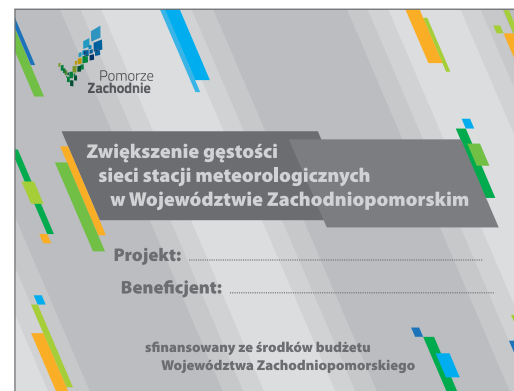 Pomorze
Zachodnie
Zwiększenie gęstości
sieci stacji meteorologicznych
w Województwie Zachodniopomorskim
Projekt:
Beneficjent:
sfinansowany ze środków budżetu
Województwa Zachodniopomorskiego